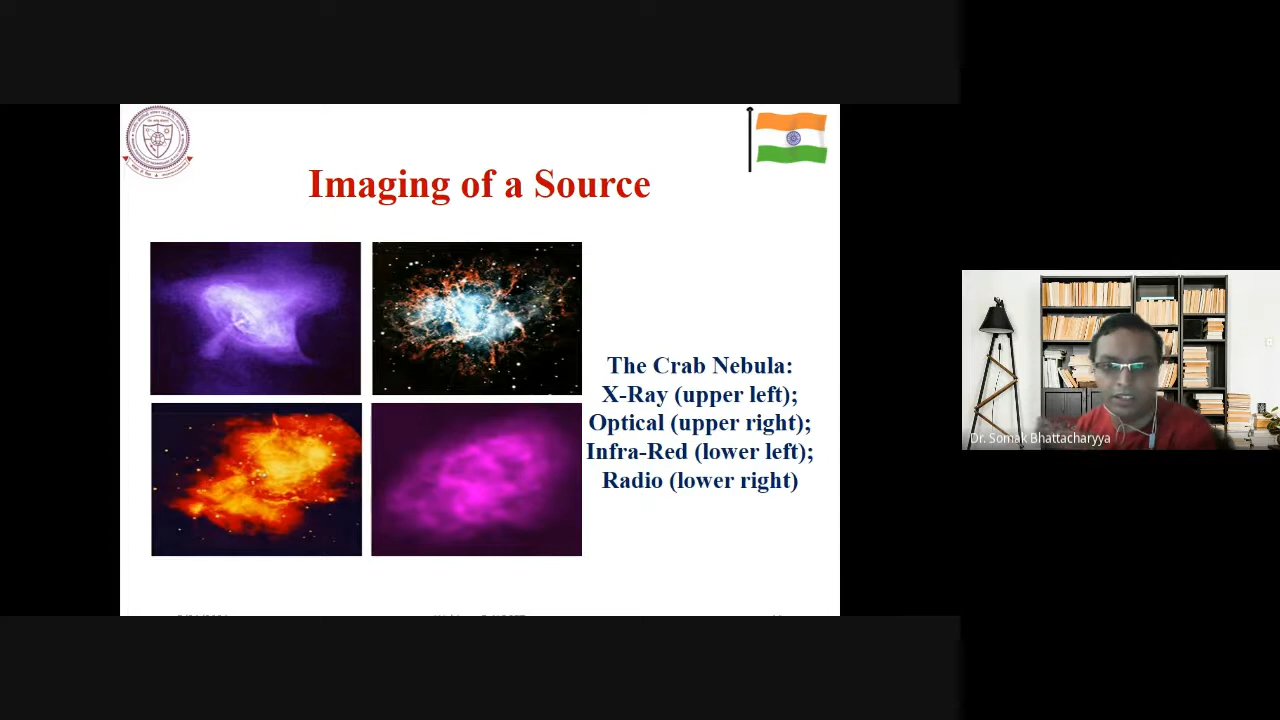 Imaging of a Source
The Crab Nebula:
X-Ray (upper left);
Optical (upper right);
Infra-Red (lower left);
Radio (lower right)
Dr. Somak Bhattacharyya